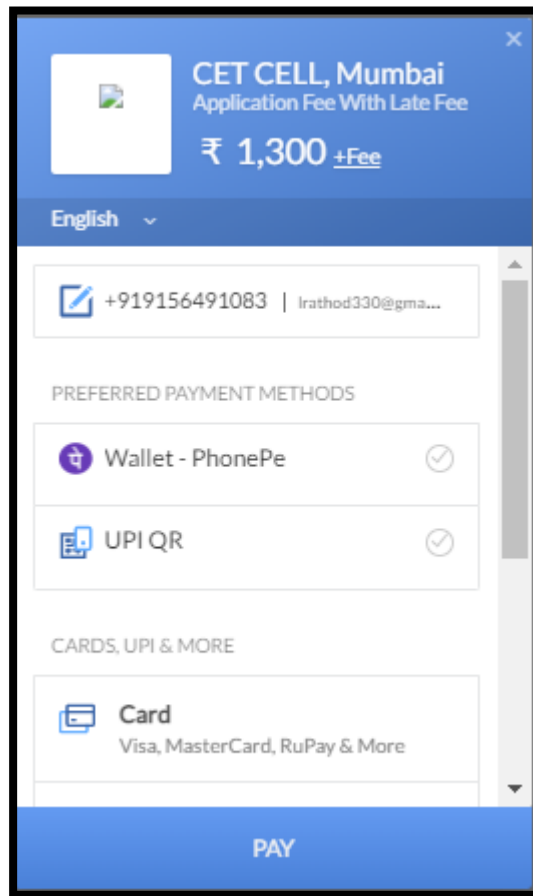 CET CELL, Mumbai
Application Fee With Late Fee
₹ 1,300 +Fee
English
+919156491083 | lrathod330@gma...
PREFERRED PAYMENT METHODS
पे Wallet - PhonePe
UPI QR
CARDS, UPI & MORE
Card
Visa, MasterCard, RuPay & More
PAY